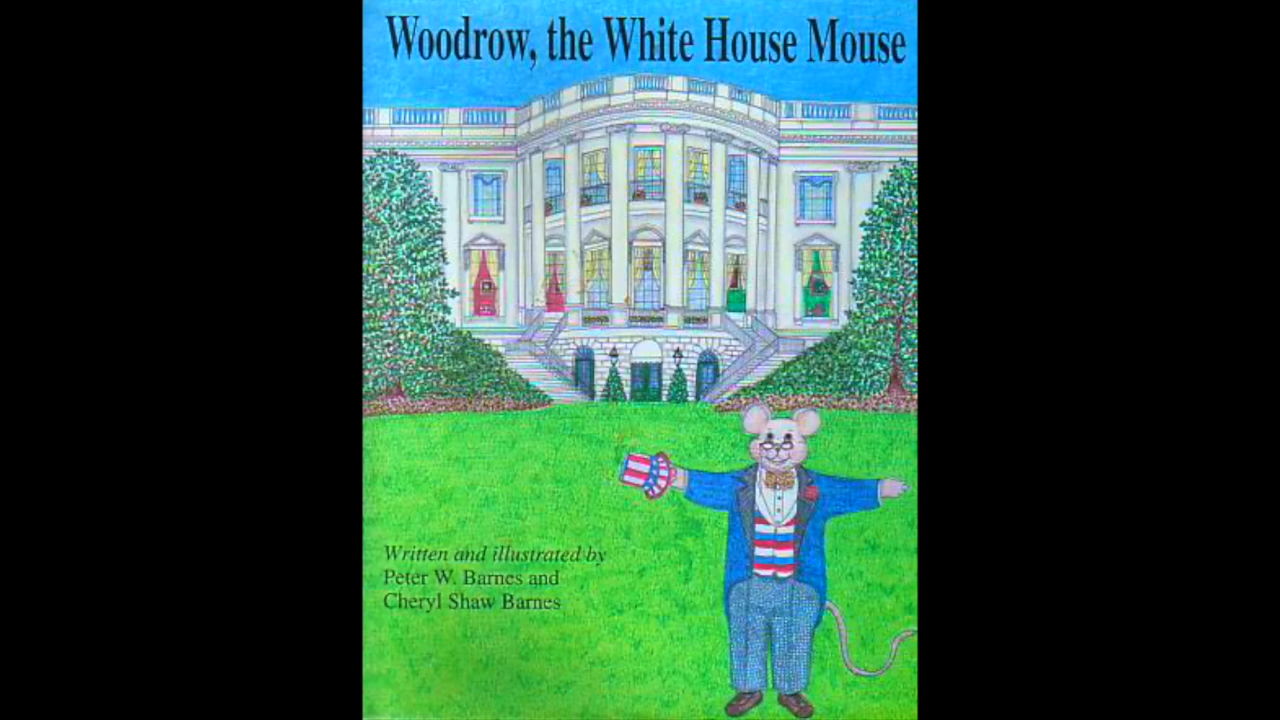 Woodrow, the White House Mouse
Written and illustrated by
Peter W. Barnes and
Cheryl Shaw Barnes